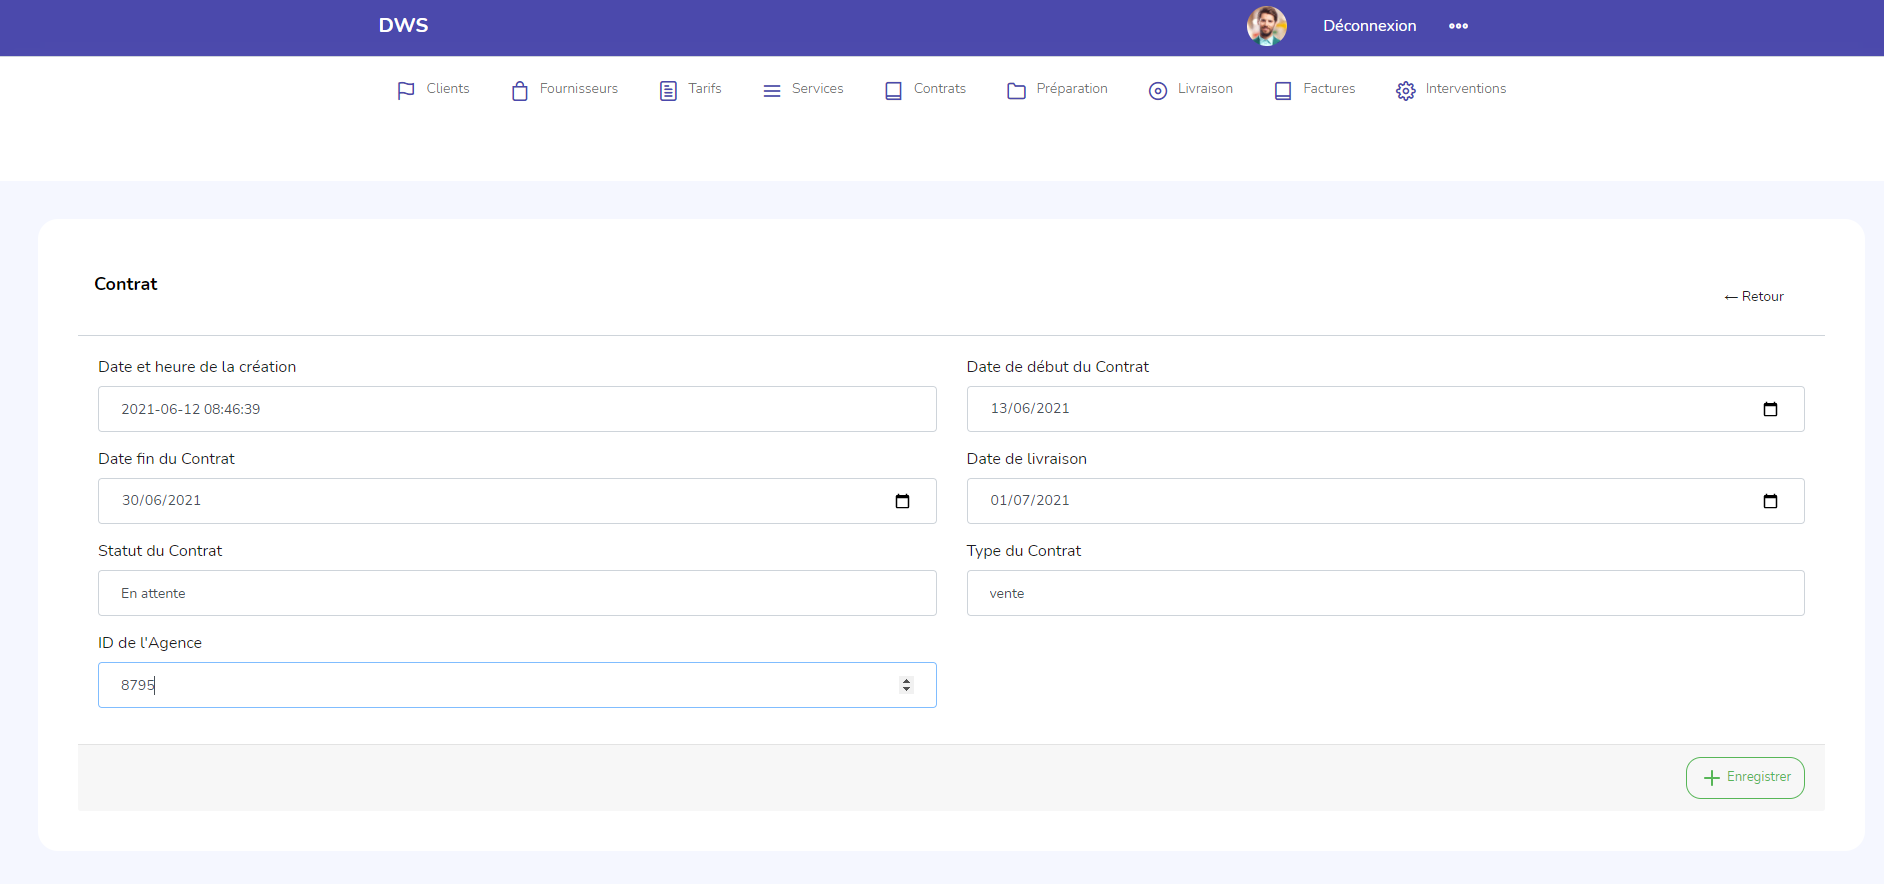 DWS
Déconnexion
Clients
Fournisseurs
Tarifs
Services
Contrats
Préparation
Livraison
Factures
Interventions
Contrat
← Retour
Date et heure de la création
Date de début du Contrat
2021-06-12 08:46:39
13/06/2021
Date fin du Contrat
Date de livraison
30/06/2021
01/07/2021
Statut du Contrat
Type du Contrat
En attente
vente
ID de l'Agence
8795
Enregistrer